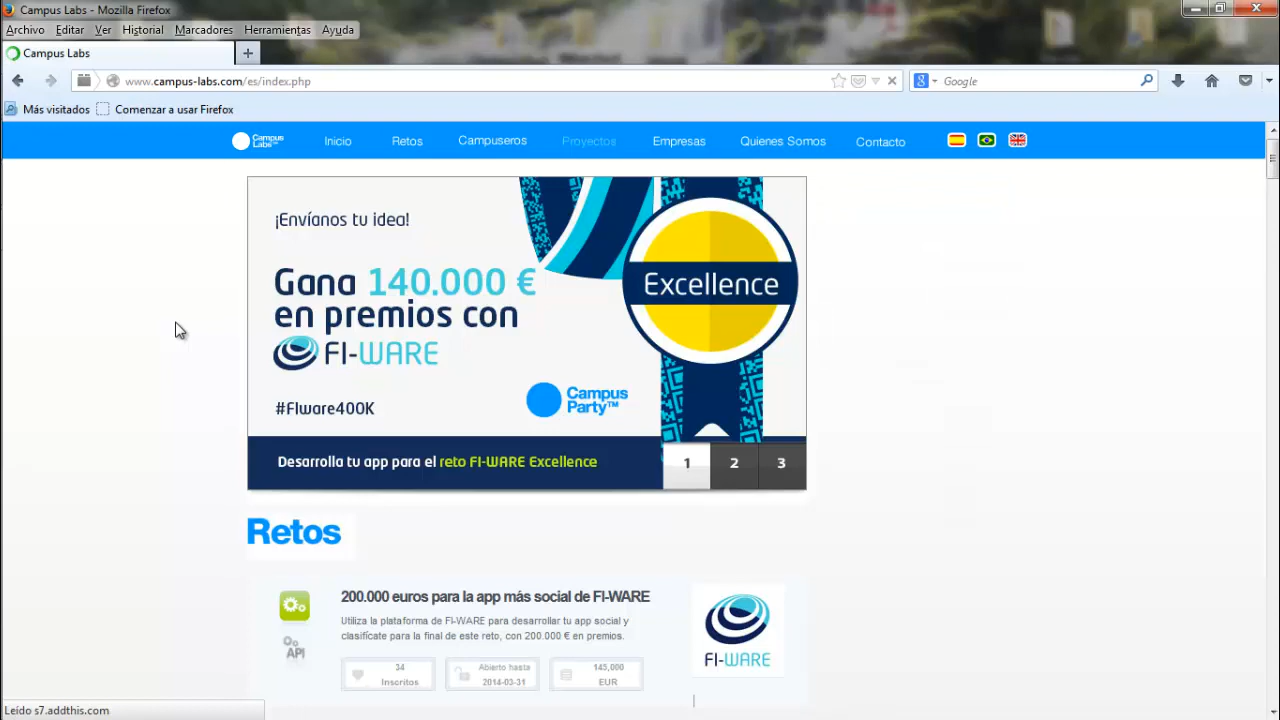 Campus Labs - Mozilla Firefox
Archivo Editar Ver Historial Marcadores Herramientas Ayuda
Campus Labs
www.campus-labs.com/es/index.php
Google
Más visitados Comenzar a usar Firefox
Campus Labs™ Inicio Retos Campuseros Proyectos Empresas Quienes Somos Contacto
¡Envíanos tu idea!
Gana 140.000 €
en premios con
FI-WARE
#FIware400K
Excellence
Campus
Party™
Desarrolla tu app para el reto FI-WARE Excellence
1 2 3
Retos
200.000 euros para la app más social de FI-WARE
Utiliza la plataforma de FI-WARE para desarrollar tu app social y
clasifícate para la final de este reto, con 200.000 € en premios.
API
34
Inscritos
Abierto hasta
2014-03-31
145,000
EUR
FI-WARE
Leído s7.addthis.com